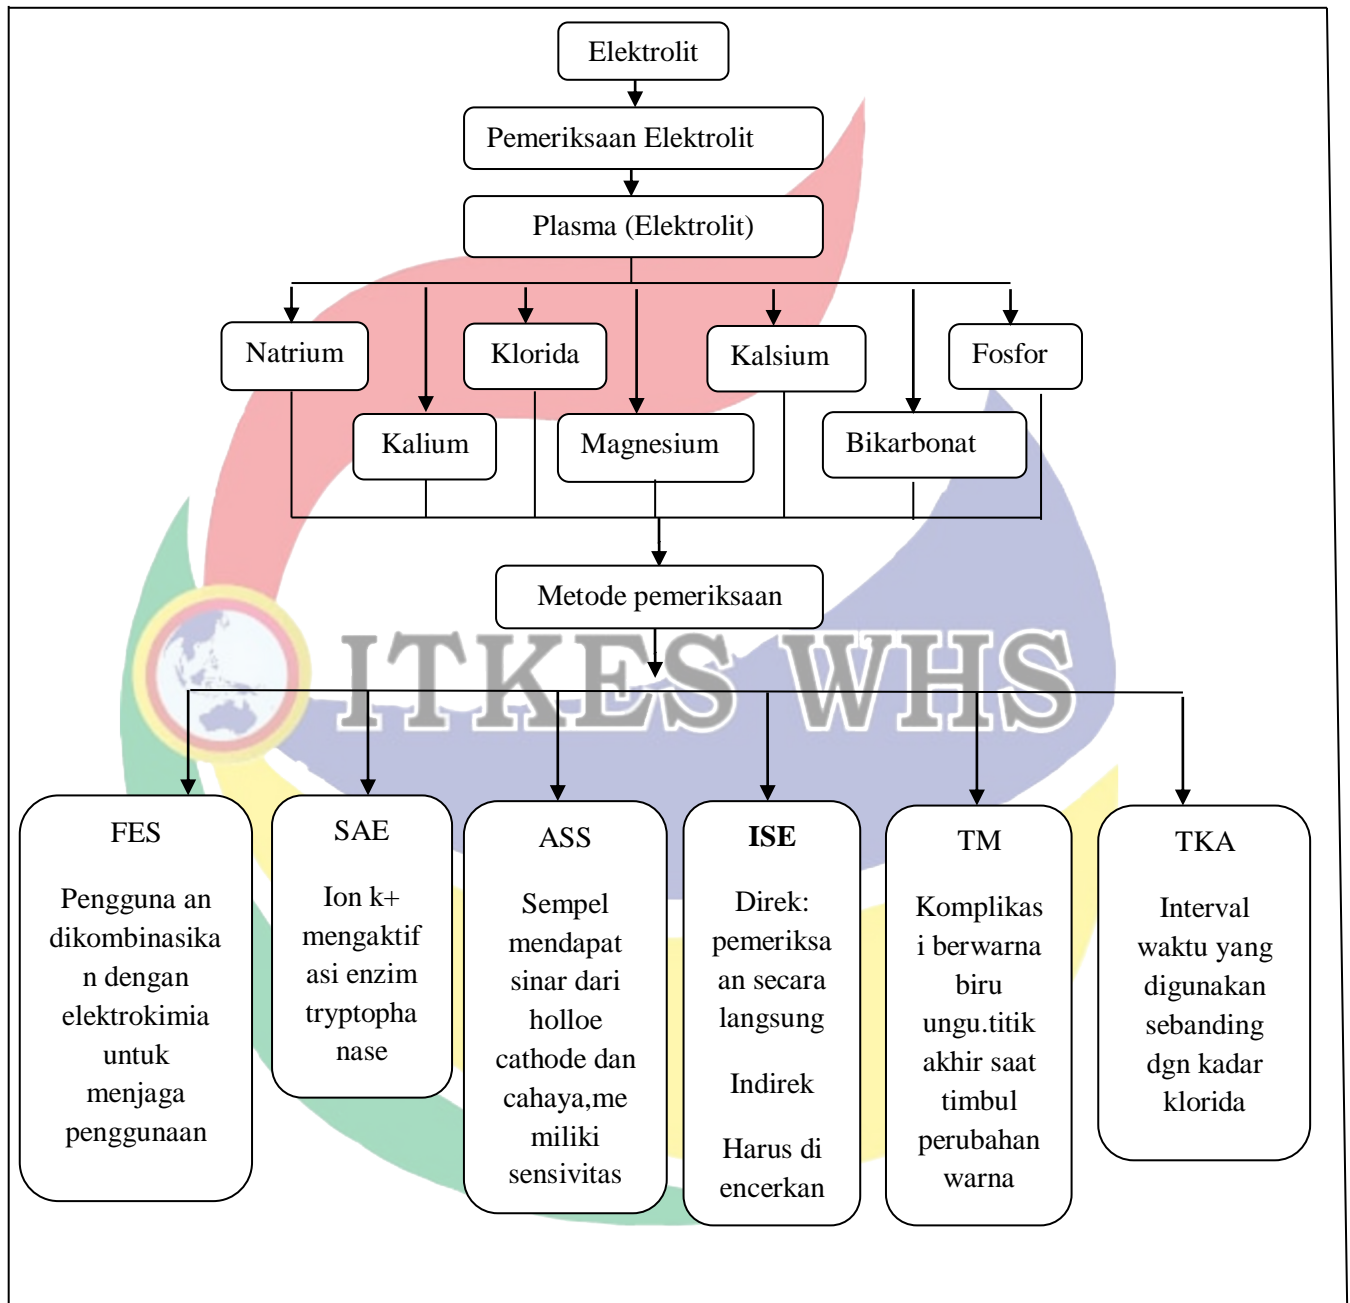 Elektrolit
Pemeriksaan Elektrolit
Plasma (Elektrolit)
Natrium
Klorida
Kalsium
Fosfor
Kalium
Magnesium
Bikarbonat
Metode pemeriksaan
ITKES WHS
FES
Pengguna an
dikombinasika
n dengan
elektrokimia
untuk
menjaga
penggunaan
SAE
Ion k+
mengaktif
asi enzim
tryptopha
nase
ASS
Sempel
mendapat
sinar dari
holloe
cathode dan
cahaya,me
miliki
sensivitas
ISE
Direk:
pemeriksa
an secara
langsung
Indirek
Harus di
encerkan
TM
Komplikas
i berwarna
biru
ungu.titik
akhir saat
timbul
perubahan
warna
TKA
Interval
waktu yang
digunakan
sebanding
dgn kadar
klorida